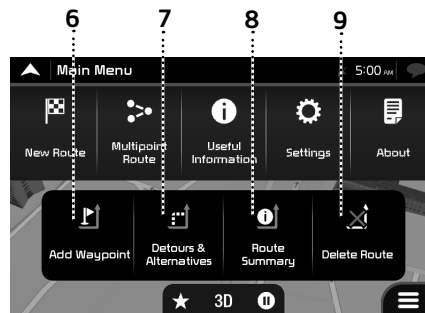 6 7 8 9
Main Menu 5:00 AM
New Route
Multipoint
Route
Useful
Information
Settings
About
Add Waypoint
Detours &
Alternatives
Route
Summary
Delete Route
3D